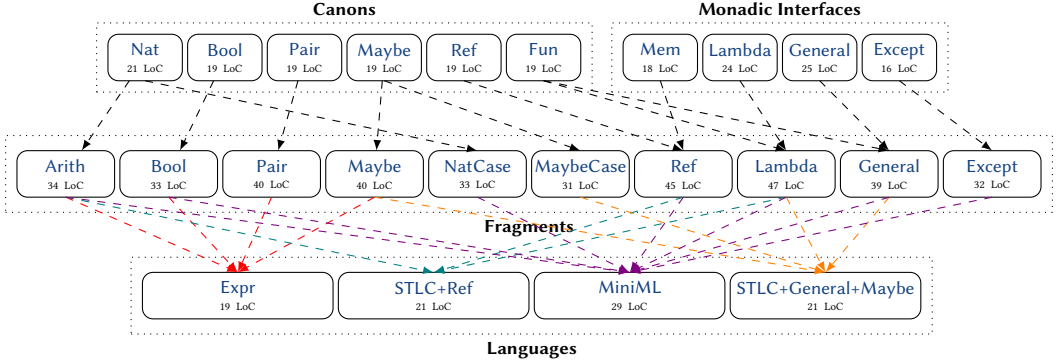 Canons
Monadic Interfaces
Nat
Bool
Pair
Maybe
Ref
Fun
Mem
Lambda
General
Except
21 LoC
19 LoC
19 LoC
19 LoC
19 LoC
19 LoC
18 LoC
24 LoC
25 LoC
16 LoC
Arith
Bool
Pair
Maybe
NatCase
MaybeCase
Ref
Lambda
General
Except
34 LoC
33 LoC
40 LoC
40 LoC
33 LoC
31 LoC
45 LoC
47 LoC
39 LoC
32 LoC
Fragments
Expr
STLC+Ref
MiniML
STLC+General+Maybe
19 LoC
21 LoC
29 LoC
21 LoC
Languages